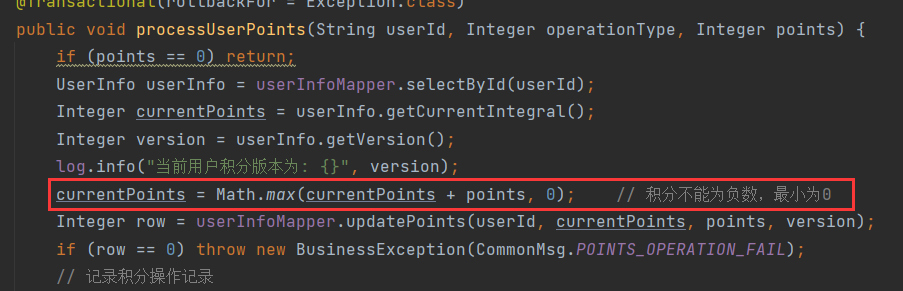 @Transactional(rollbackFor = Exception.class)
public void processUserPoints(String userId, Integer operationType, Integer points) {
if (points == 0) return;
UserInfo userInfo = userInfoMapper.selectById(userId);
Integer currentPoints = userInfo.getCurrentIntegral();
Integer version = userInfo.getVersion();
log.info("当前用户积分版本为: {}", version);
currentPoints = Math.max(currentPoints + points, 0); // 积分不能为负数，最小为0
Integer row = userInfoMapper.updatePoints(userId, currentPoints, points, version);
if (row == 0) throw new BusinessException(CommonMsg.POINTS_OPERATION_FAIL);
// 记录积分操作记录